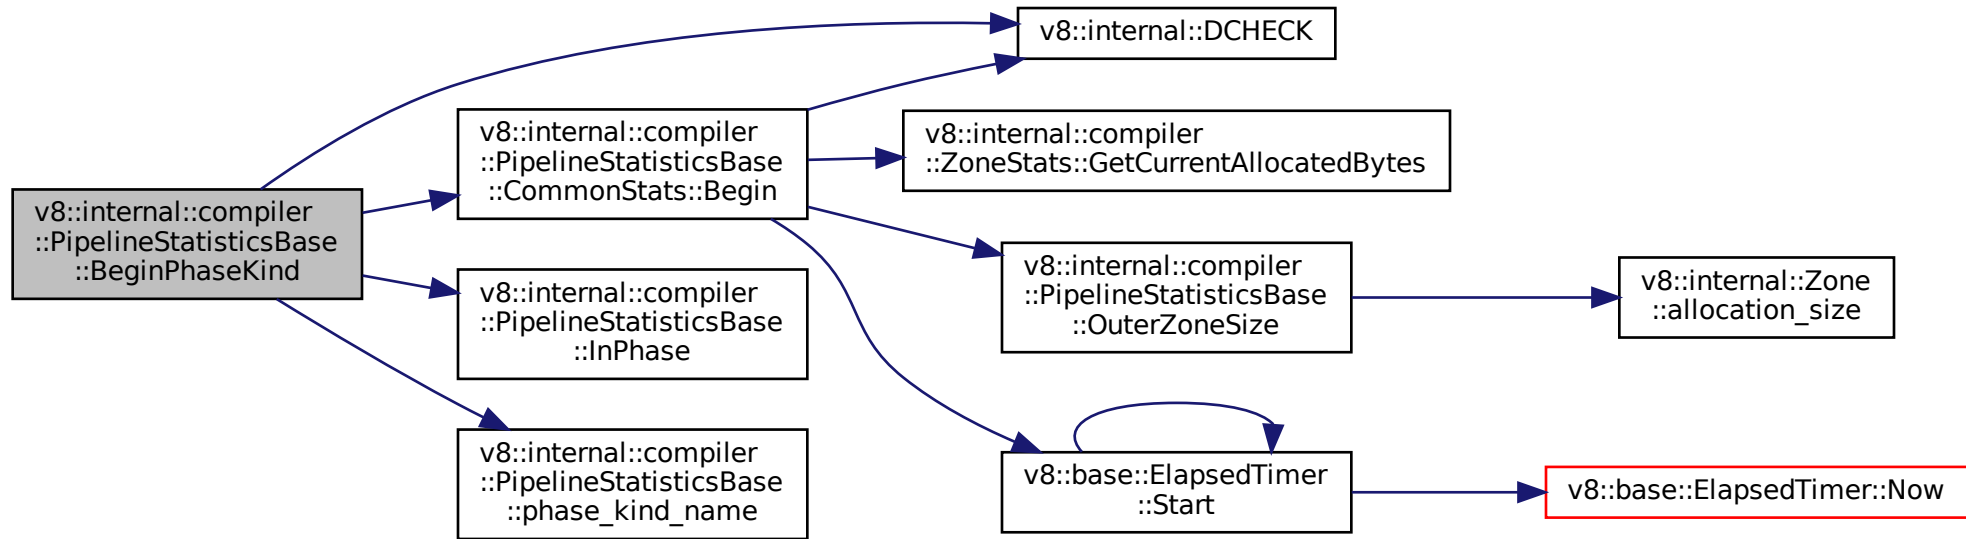 v8::internal::compiler
::PipelineStatisticsBase
::BeginPhaseKind
v8::internal::DCHECK
v8::internal::compiler
::PipelineStatisticsBase
::CommonStats::Begin
v8::internal::compiler
::ZoneStats::GetCurrentAllocatedBytes
v8::internal::compiler
::PipelineStatisticsBase
::OuterZoneSize
v8::internal::Zone
::allocation_size
v8::base::ElapsedTimer
::Start
v8::base::ElapsedTimer::Now
v8::internal::compiler
::PipelineStatisticsBase
::InPhase
v8::internal::compiler
::PipelineStatisticsBase
::phase_kind_name